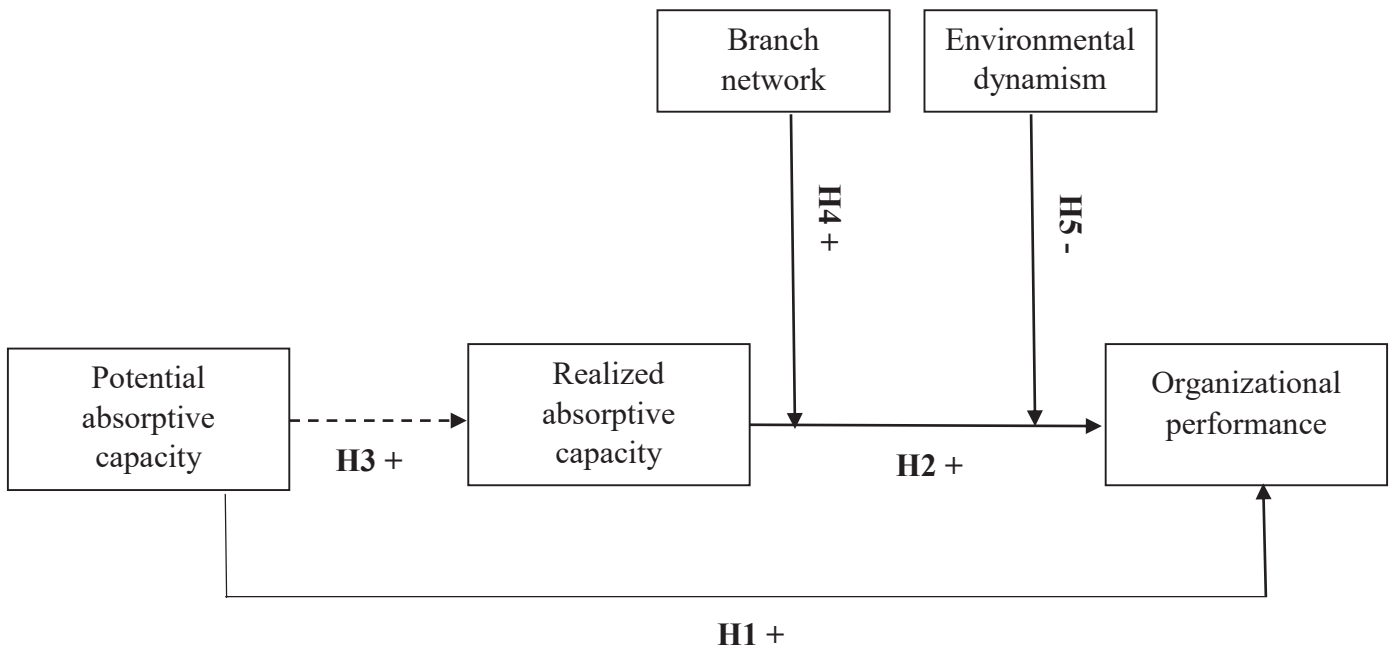 Branch
network
Environmental
dynamism
H4 +
H5 -
Potential
absorptive
capacity
H3 +
Realized
absorptive
capacity
H2 +
Organizational
performance
H1 +